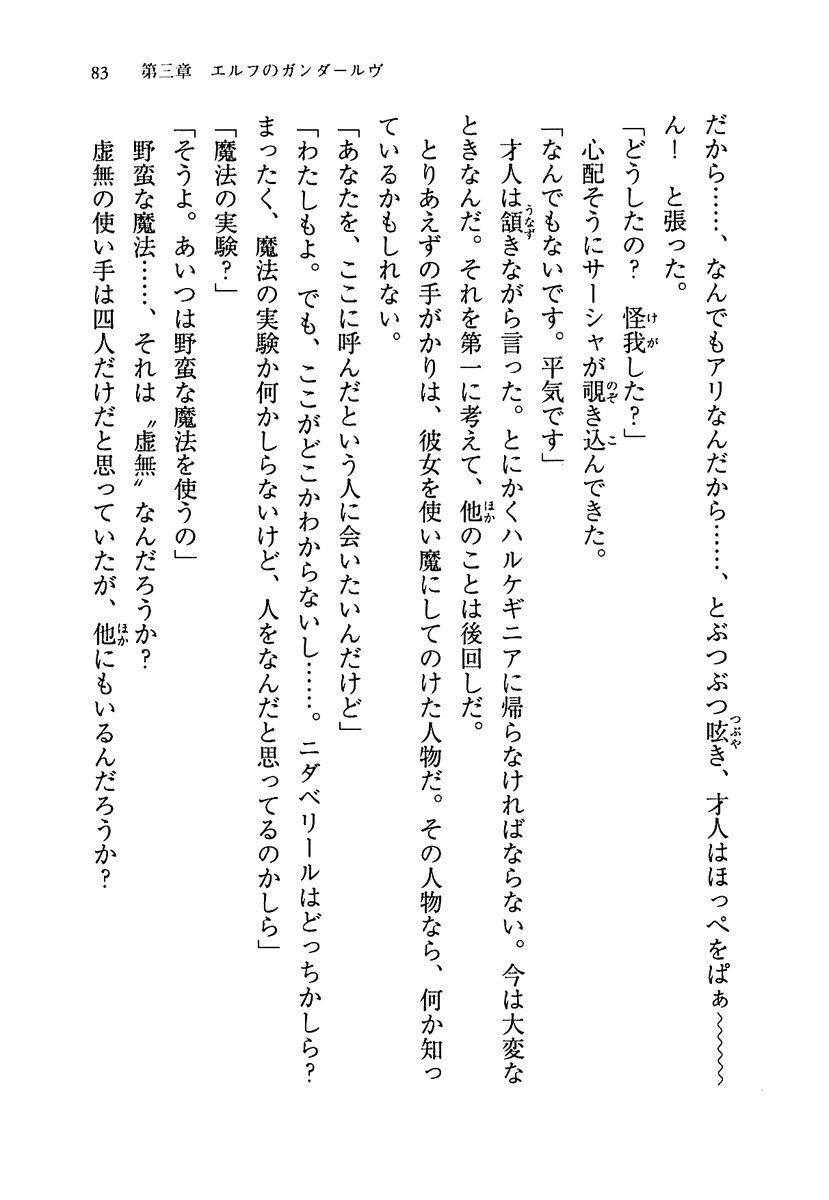 83　第三章　エルフのガンダールヴ
だから……、なんでもアリなんだから……、とぶつぶつ呟き、才人はほっぺをぱぁ～～～～
ん！　と張った。
「どうしたの？　怪我した？」
心配そうにサーシャが覗き込んできた。
「なんでもないです。平気です」
才人は頷きながら言った。とにかくハルケギニアに帰らなければならない。今は大変な
ときなんだ。それを第一に考えて、他のことは後回しだ。
とりあえずの手がかりは、彼女を使い魔にしてのけた人物だ。その人物なら、何か知っ
ているかもしれない。
「あなたを、ここに呼んだという人に会いたいんだけど」
「わたしもよ。でも、ここがどこかわからないし……。ニダベリールはどっちかしら？
まったく、魔法の実験か何かしらないけど、人をなんだと思ってるのかしら」
「魔法の実験？」
「そうよ。あいつは野蛮な魔法を使うの」
野蛮な魔法……、それは〝虚無〟なんだろうか？
虚無の使い手は四人だけだと思っていたが、他にもいるんだろうか？